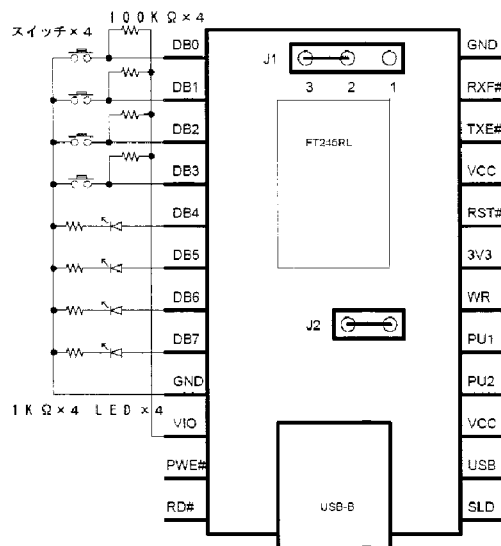 100KΩ×4
スイッチ×4
DB0
DB1
DB2
DB3
DB4
DB5
DB6
DB7
GND
1KΩ×4 LED×4
VIO
PWE#
RD#
J1
3 2 1
FT245RL
J2
USB-B
GND
RXF#
TXE#
VCC
RST#
3V3
WR
PU1
PU2
VCC
USB
SLD